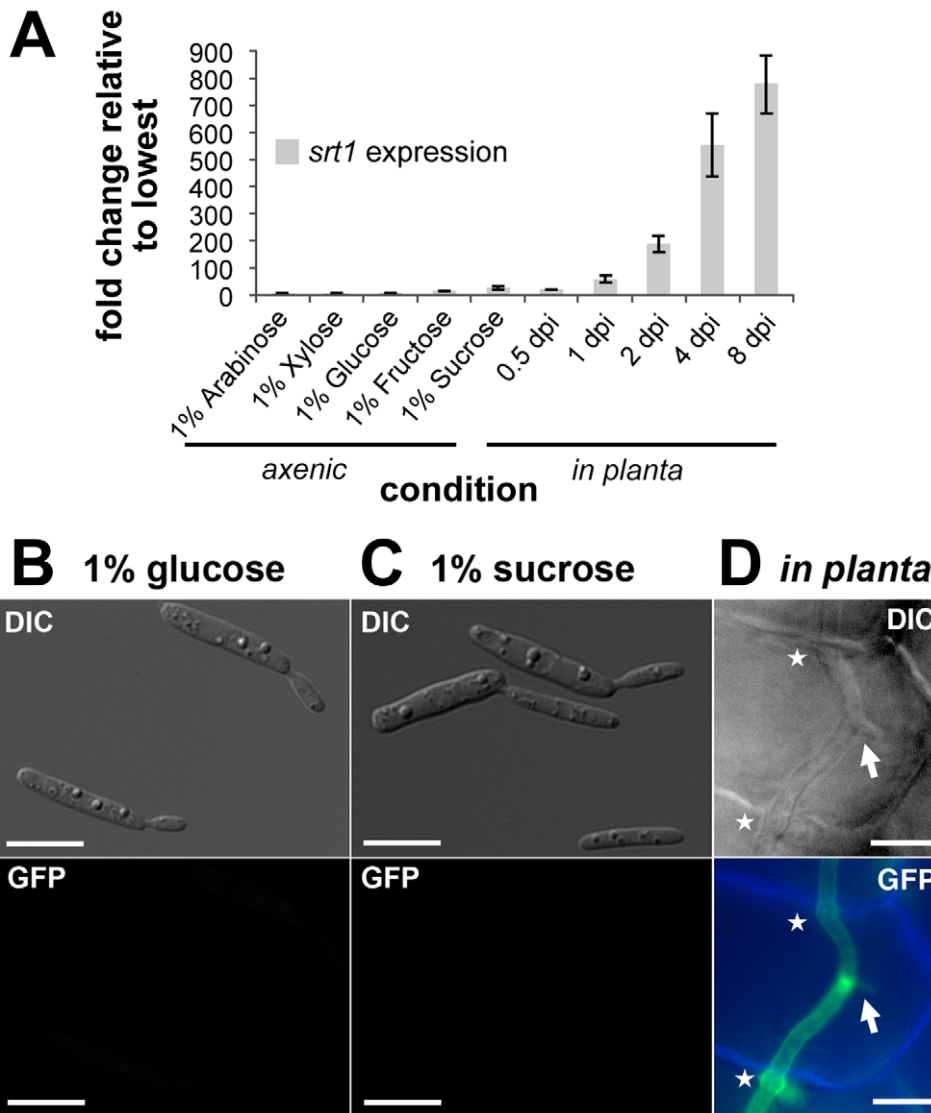 A
fold change relative
to lowest
900
800
700
600
500
400
300
200
100
0
srt1 expression
1% Arabinose
1% Xylose
1% Glucose
1% Fructose
1% Sucrose
0.5 dpi
1 dpi
2 dpi
4 dpi
8 dpi
axenic
in planta
condition
B 1% glucose
C 1% sucrose
D in planta
DIC
DIC
DIC
GFP
GFP
GFP